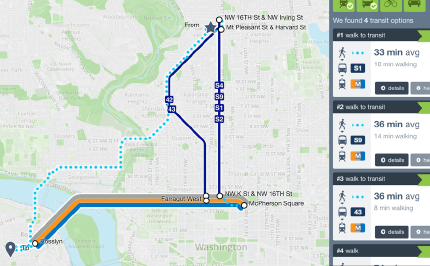 NW 16TH St & NW Irving St
From
Mt Pleasant & Harvard St
42
43
S4
S9
S1
S2
NW K St & NW 16TH St
Farragut West
McPherson Square
Rosslyn
To
Washington
We found 4 transit options
#1 walk to transit
33 min avg
10 min walking
S1
M
details
#2 walk to transit
36 min avg
14 min walking
S9
M
details
#3 walk to transit
36 min avg
8 min walking
43
M
details
#4 walk